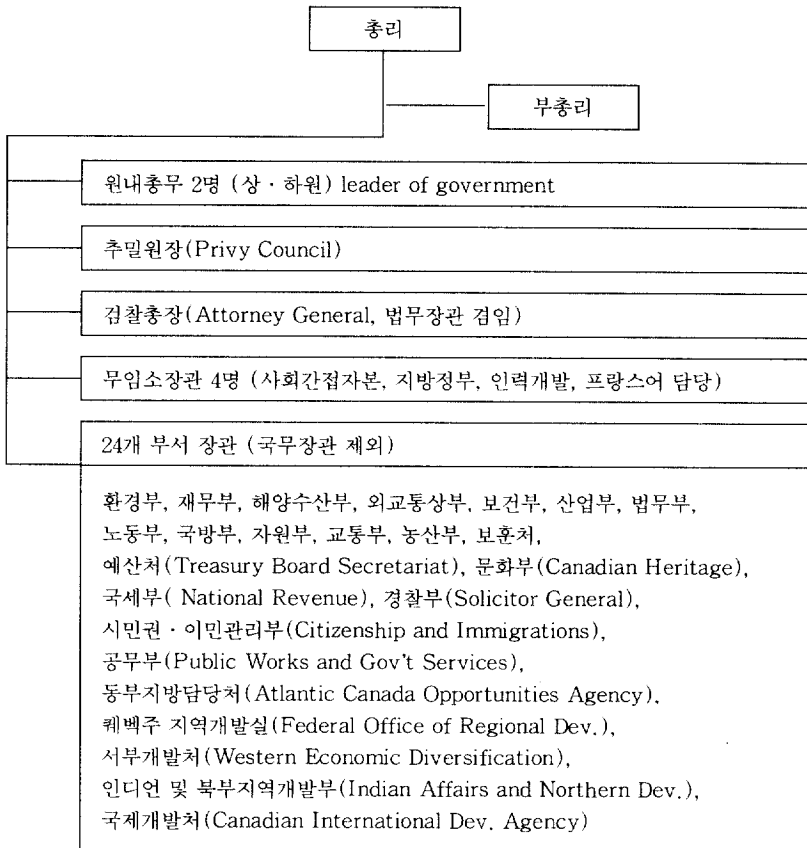 총리
부총리
원내총무 2명 (상 · 하원) leader of government
추밀원장(Privy Council)
검찰총장(Attorney General, 법무장관 겸임)
무임소장관 4명 (사회간접자본, 지방정부, 인력개발, 프랑스어 담당)
24개 부서 장관 (국무장관 제외)
환경부, 재무부, 해양수산부, 외교통상부, 보건부, 산업부, 법무부,
노동부, 국방부, 자원부, 교통부, 농산부, 보훈처,
예산처(Treasury Board Secretariat), 문화부(Canadian Heritage),
국세부( National Revenue), 경찰부(Solicitor General),
시민권 · 이민관리부(Citizenship and Immigrations),
공무부(Public Works and Gov't Services),
동부지방담당처(Atlantic Canada Opportunities Agency),
퀘벡주 지역개발실(Federal Office of Regional Dev.),
서부개발처(Western Economic Diversification),
인디언 및 북부지역개발부(Indian Affairs and Northern Dev.),
국제개발처(Canadian International Dev. Agency)